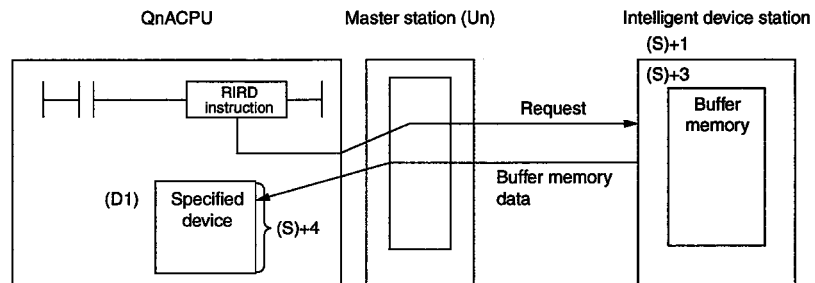 QnACPU
Master station (Un)
Intelligent device station
(S)+1
(S)+3
RIRD
instruction
Request
Buffer
memory
Buffer memory
data
(D1)
Specified
device
(S)+4